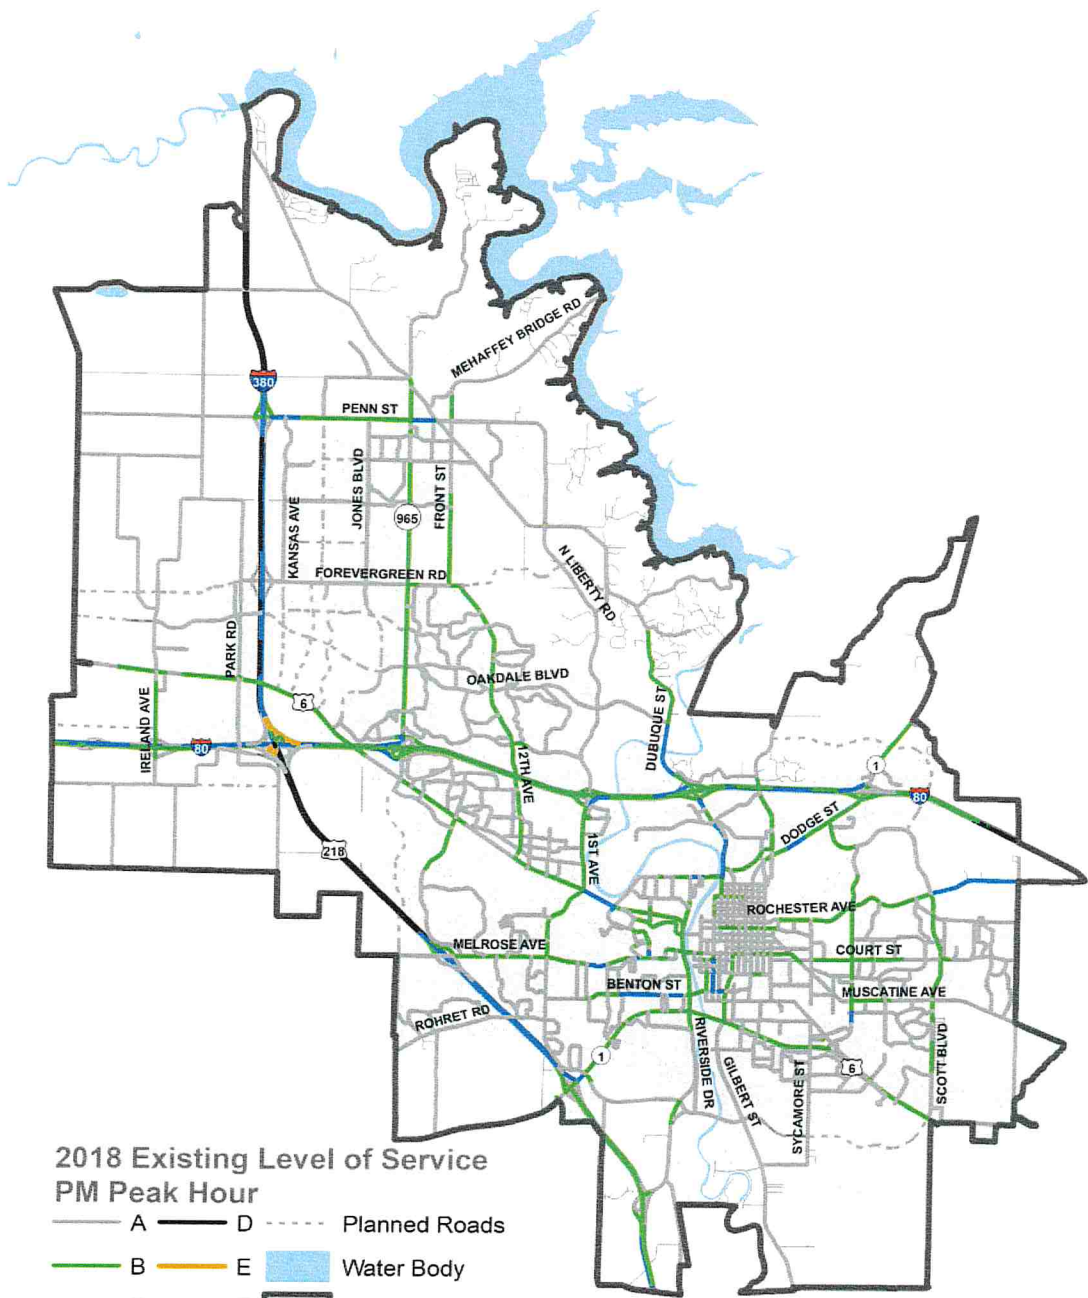 MEHAFFEY BRIDGE RD
380
PENN ST
JONES BLVD
FRONT ST
KANSAS AVE
965
N LIBERTY RD
FOREVERGREEN RD
PARK RD
OAKDALE BLVD
6
IRELAND AVE
DUBUQUE ST
80
12TH AVE
1
80
DODGE ST
218
1ST AVE
ROCHESTER AVE
MELROSE AVE
COURT ST
BENTON ST
MUSCATINE AVE
ROHRET RD
1
RIVERSIDE DR
GILBERT ST
SYCAMORE ST
6
SCOTT BLVD
2018 Existing Level of Service
PM Peak Hour
A D Planned Roads
B E Water Body